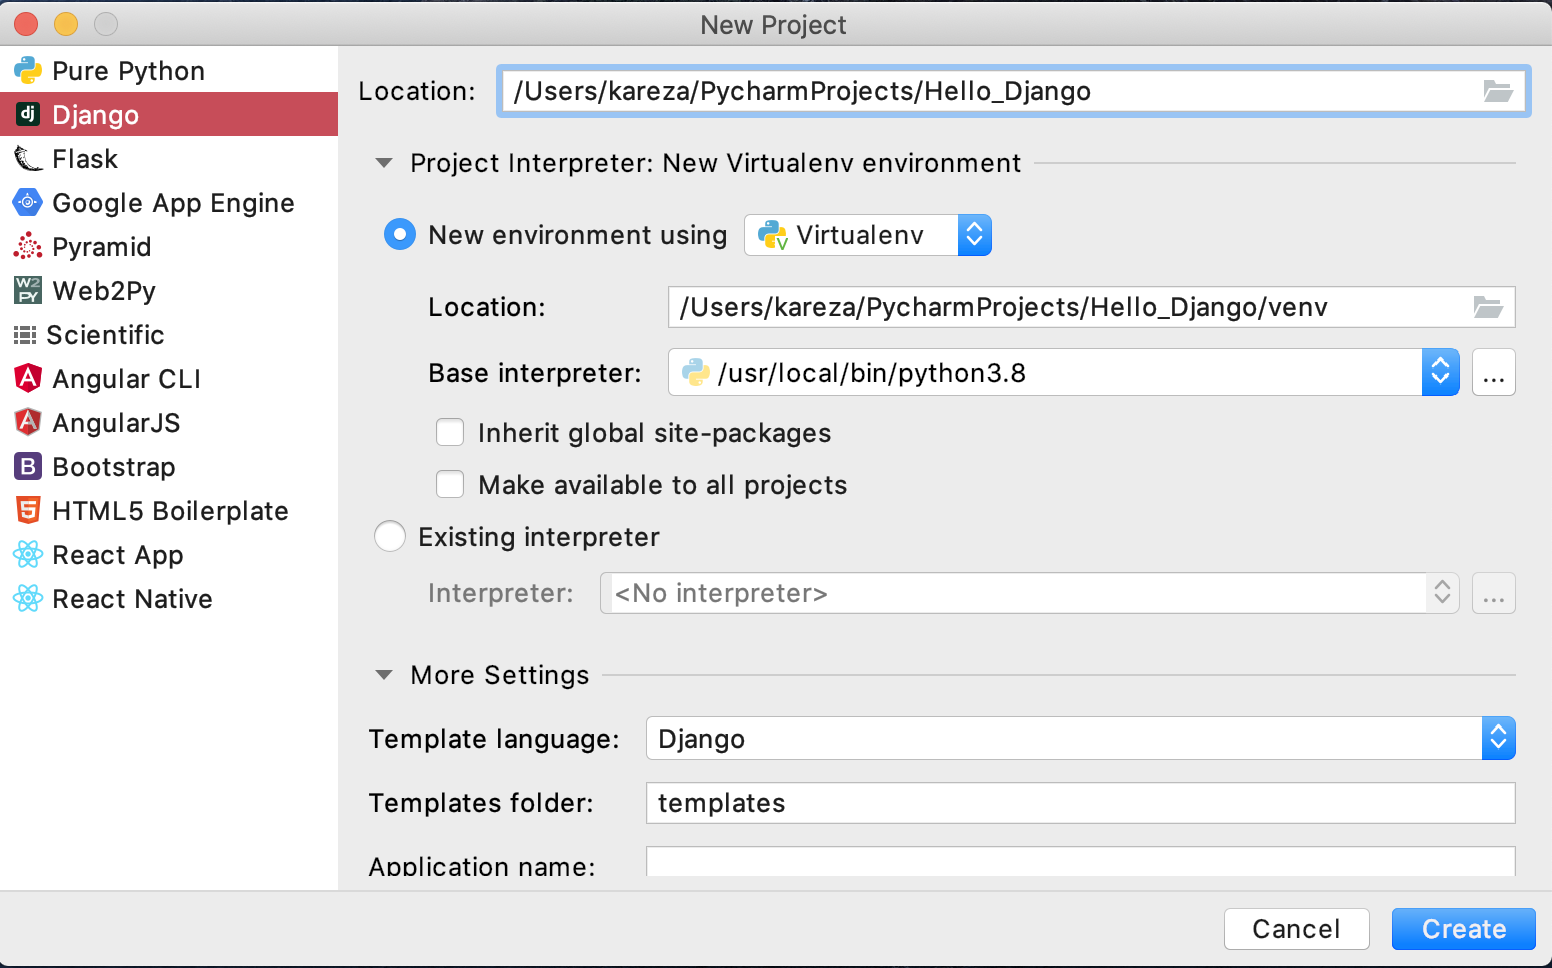 New Project
Pure Python
Django
Flask
Google App Engine
Pyramid
Web2Py
Scientific
Angular CLI
AngularJS
Bootstrap
HTML5 Boilerplate
React App
React Native
Location: /Users/kareza/PycharmProjects/Hello_Django
Project Interpreter: New Virtualenv environment
New environment using Virtualenv
Location: /Users/kareza/PycharmProjects/Hello_Django/venv
Base interpreter: /usr/local/bin/python3.8 ...
Inherit global site-packages
Make available to all projects
Existing interpreter
Interpreter: <No interpreter> ...
More Settings
Template language: Django
Templates folder: templates
Application name:
Cancel Create